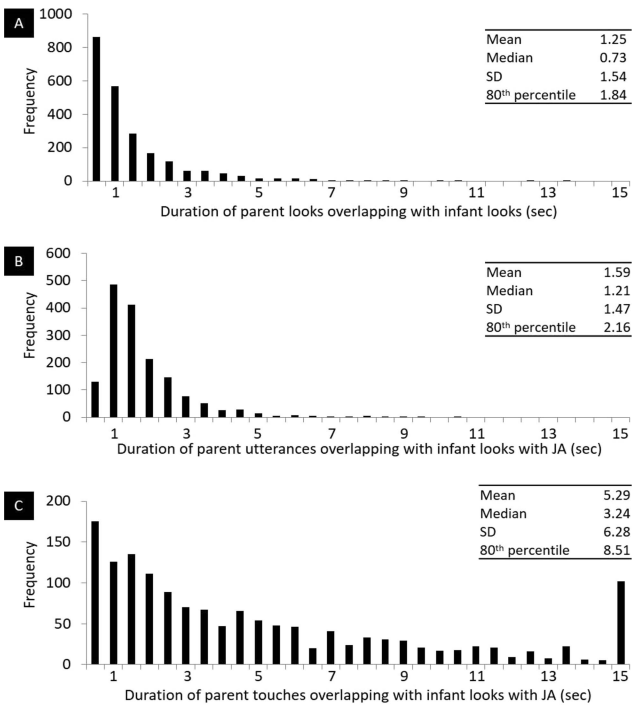 A
1000
800
600
400
200
0
Frequency
Mean 1.25
Median 0.73
SD 1.54
80th percentile 1.84
1 3 5 7 9 11 13 15
Duration of parent looks overlapping with infant looks (sec)
B
600
500
400
300
200
100
0
Frequency
Mean 1.59
Median 1.21
SD 1.47
80th percentile 2.16
1 3 5 7 9 11 13 15
Duration of parent utterances overlapping with infant looks with JA (sec)
C
200
150
100
50
0
Frequency
Mean 5.29
Median 3.24
SD 6.28
80th percentile 8.51
1 3 5 7 9 11 13 15
Duration of parent touches overlapping with infant looks with JA (sec)